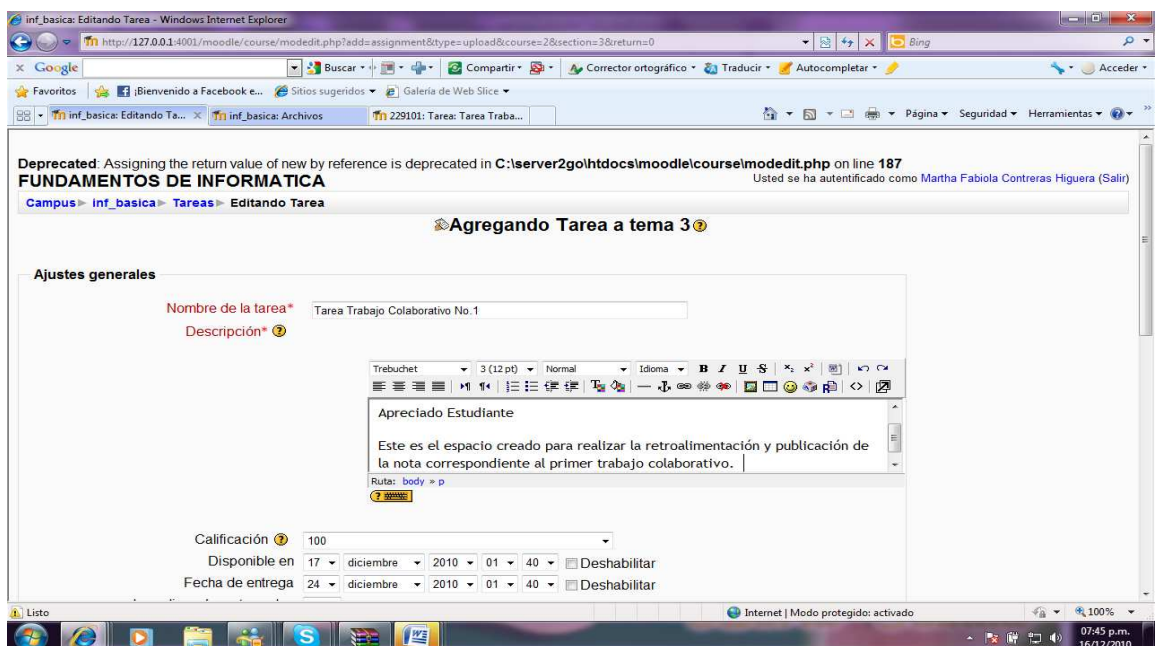 inf_basica: Editando Tarea - Windows Internet Explorer
http://127.0.0.1:4001/moodle/course/modedit.php?add=assignment&type=upload&course=2&section=3&return=0
Bing
Google
Buscar
Compartir
Corrector ortográfico
Traducir
Autocompletar
Acceder
Favoritos
¡Bienvenido a Facebook e...
Sitios sugeridos
Galería de Web Slice
inf_basica: Editando Ta...
inf_basica: Archivos
229101: Tarea: Tarea Traba...
Página
Seguridad
Herramientas
Deprecated: Assigning the return value of new by reference is deprecated in C:\server2go\htdocs\moodle\course\modedit.php on line 187
FUNDAMENTOS DE INFORMATICA
Usted se ha autentificado como Martha Fabiola Contreras Higuera (Salir)
Campus inf_basica Tareas Editando Tarea
Agregando Tarea a tema 3
Ajustes generales
Nombre de la tarea*
Tarea Trabajo Colaborativo No.1
Descripción*
Trebuchet 3 (12 pt) Normal Idioma B I U S
Apreciado Estudiante
Este es el espacio creado para realizar la retroalimentación y publicación de
la nota correspondiente al primer trabajo colaborativo.
Ruta: body » p
Calificación 100
Disponible en 17 diciembre 2010 01 40 Deshabilitar
Fecha de entrega 24 diciembre 2010 01 40 Deshabilitar
Listo
Internet | Modo protegido: activado
100%
07:45 p.m.
16/12/2010